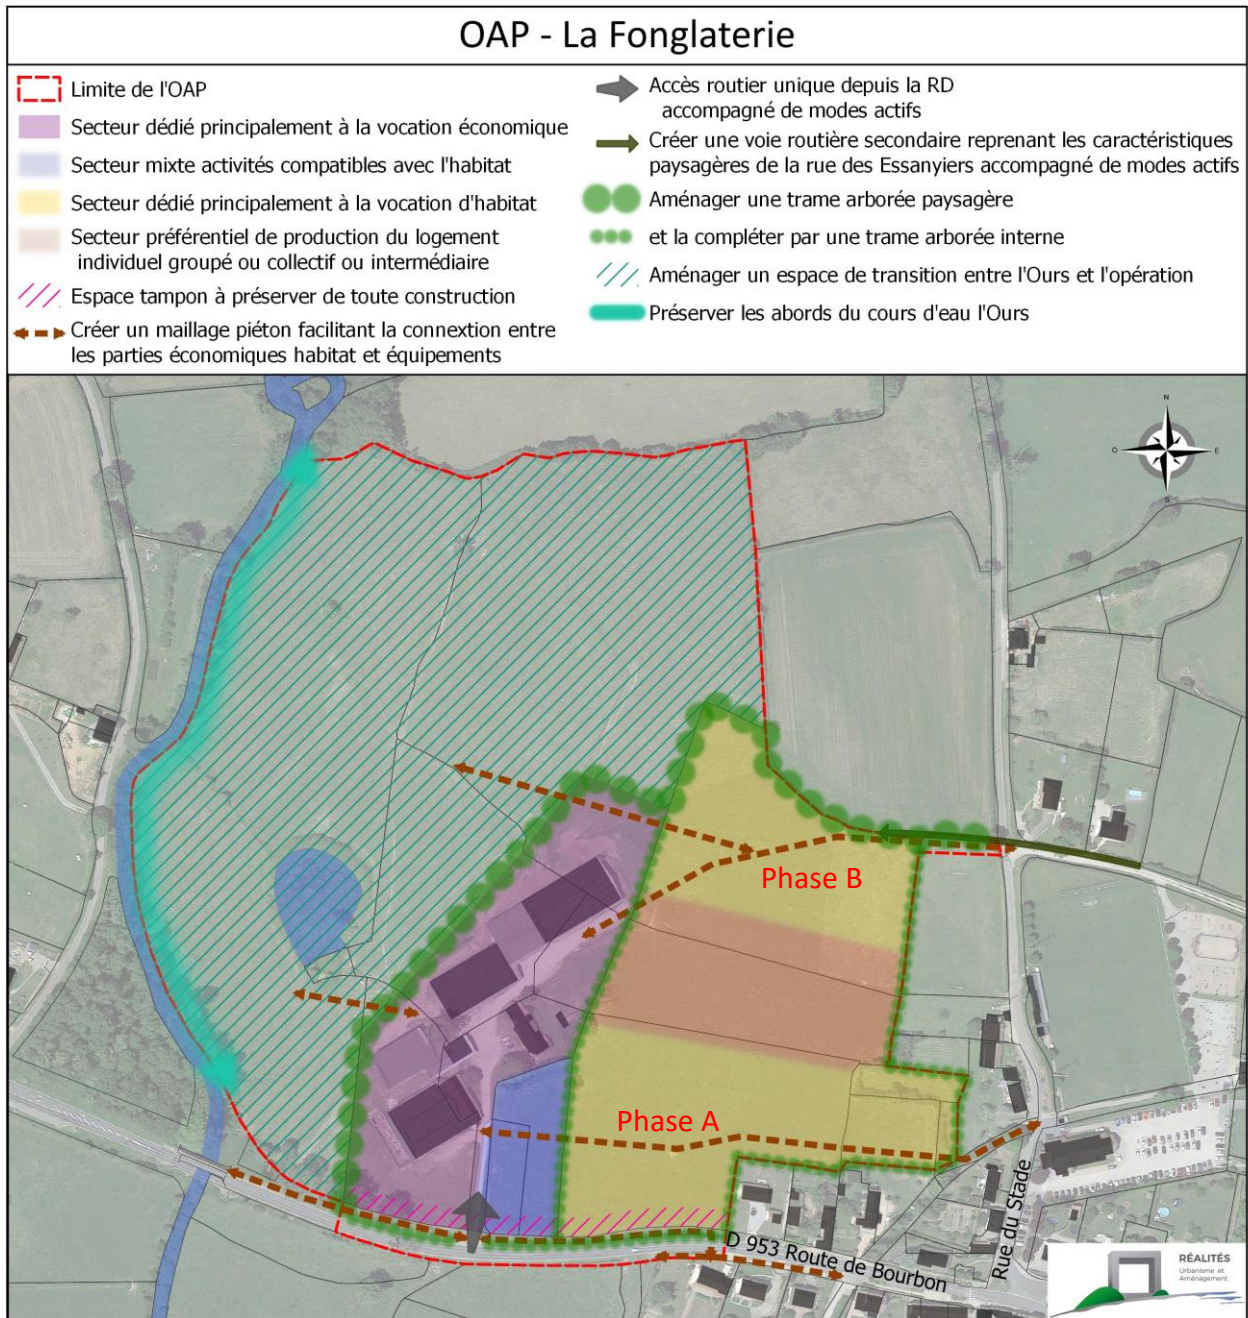 OAP - La Fonglaterie
Limite de l'OAP
Secteur dédié principalement à la vocation économique
Secteur mixte activités compatibles avec l'habitat
Secteur dédié principalement à la vocation d'habitat
Secteur préférentiel de production du logement
individuel groupé ou collectif ou intermédiaire
Espace tampon à préserver de toute construction
Créer un maillage piéton facilitant la connextion entre
les parties économiques habitat et équipements
Accès routier unique depuis la RD
accompagné de modes actifs
Créer une voie routière secondaire reprenant les caractéristiques
paysagères de la rue des Essanyiers accompagné de modes actifs
Aménager une trame arborée paysagère
et la compléter par une trame arborée interne
Aménager un espace de transition entre l'Ours et l'opération
Préserver les abords du cours d'eau l'Ours
N
O
E
S
Phase B
Phase A
D 953 Route de Bourbon
Rue du Stade
RÉALITÉS
Urbanisme et
Aménagement